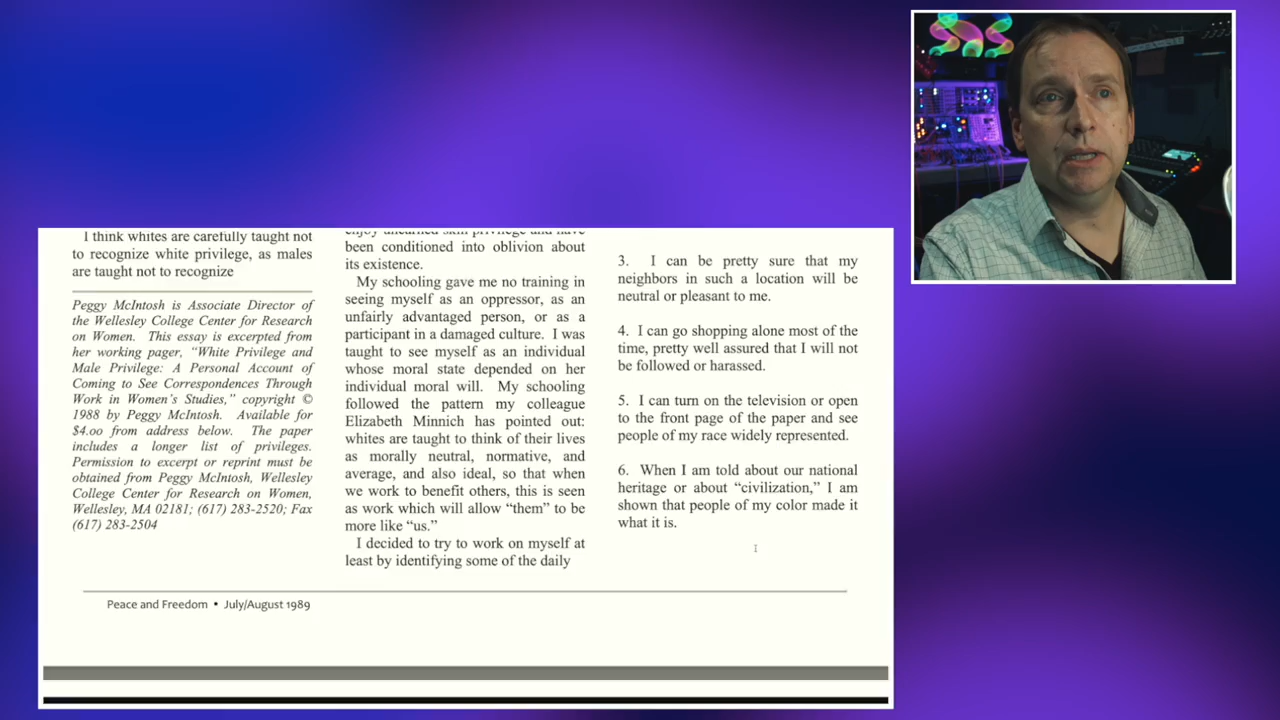 I think whites are carefully taught not
to recognize white privilege, as males
are taught not to recognize
Peggy McIntosh is Associate Director of
the Wellesley College Center for Research
on Women. This essay is excerpted from
her working pager, “White Privilege and
Male Privilege: A Personal Account of
Coming to See Correspondences Through
Work in Women’s Studies,” copyright ©
1988 by Peggy McIntosh. Available for
$4.oo from address below. The paper
includes a longer list of privileges.
Permission to excerpt or reprint must be
obtained from Peggy McIntosh, Wellesley
College Center for Research on Women,
Wellesley, MA 02181; (617) 283-2520; Fax
(617) 283-2504
enjoy unearned skin privilege and have
been conditioned into oblivion about
its existence.
My schooling gave me no training in
seeing myself as an oppressor, as an
unfairly advantaged person, or as a
participant in a damaged culture. I was
taught to see myself as an individual
whose moral state depended on her
individual moral will. My schooling
followed the pattern my colleague
Elizabeth Minnich has pointed out:
whites are taught to think of their lives
as morally neutral, normative, and
average, and also ideal, so that when
we work to benefit others, this is seen
as work which will allow “them” to be
more like “us.”
I decided to try to work on myself at
least by identifying some of the daily
3. I can be pretty sure that my
neighbors in such a location will be
neutral or pleasant to me.
4. I can go shopping alone most of the
time, pretty well assured that I will not
be followed or harassed.
5. I can turn on the television or open
to the front page of the paper and see
people of my race widely represented.
6. When I am told about our national
heritage or about “civilization,” I am
shown that people of my color made it
what it is.
Peace and Freedom • July/August 1989